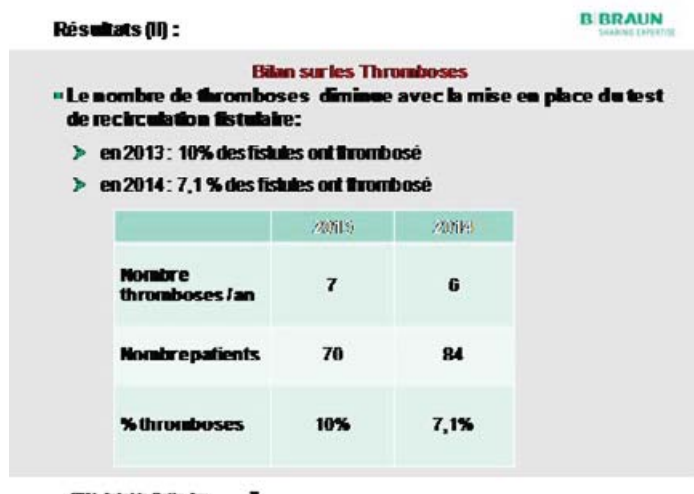 Résultats (II) :
B BRAUN
SHARING EXPERTISE
Bilan sur les Thromboses
Le nombre de thromboses diminue avec la mise en place du test
de recirculation fistulaire:
en 2013 : 10% des fistules ont thrombosé
en 2014 : 7,1 % des fistules ont thrombosé
2013 2014
Nombre
thromboses / an 7 6
Nombre patients 70 84
% thromboses 10% 7,1%